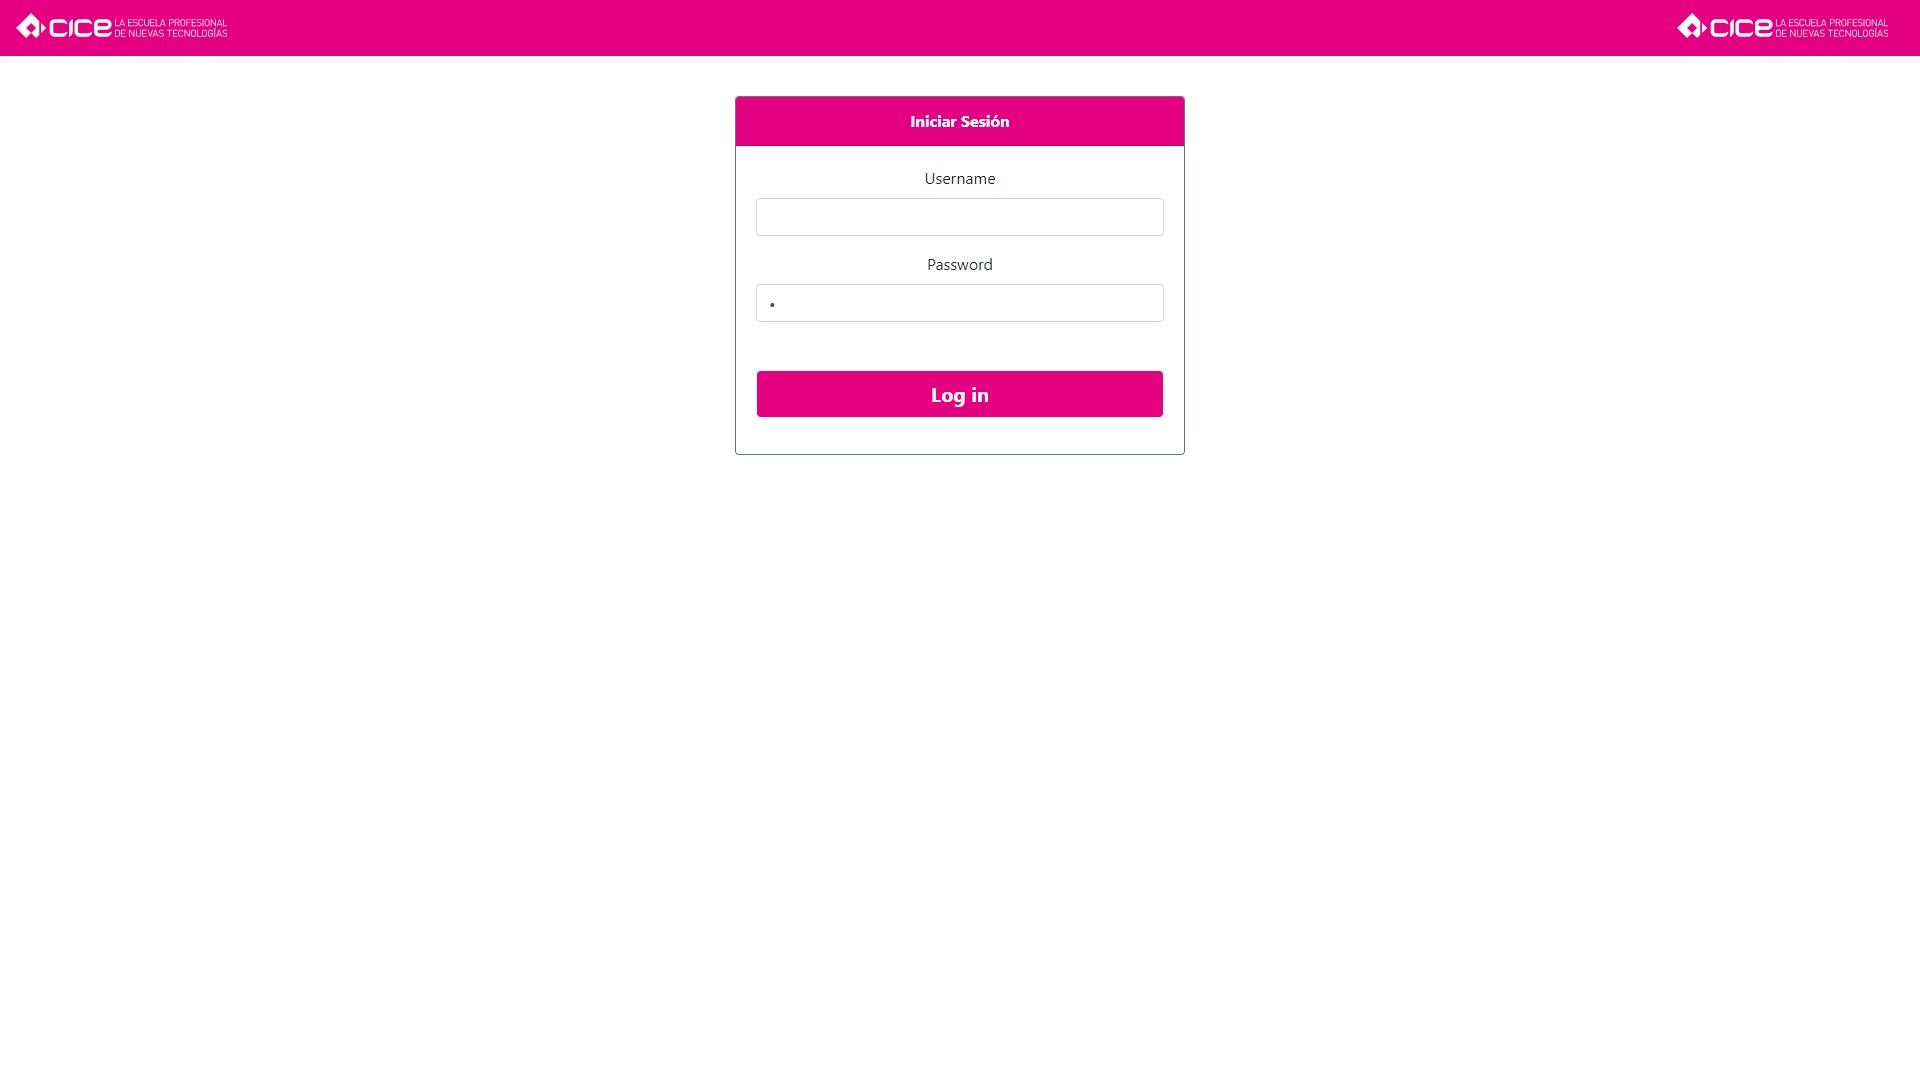 cice LA ESCUELA PROFESIONAL
DE NUEVAS TECNOLOGÍAS
cice LA ESCUELA PROFESIONAL
DE NUEVAS TECNOLOGÍAS
Iniciar Sesión
Username
Password
•
Log in